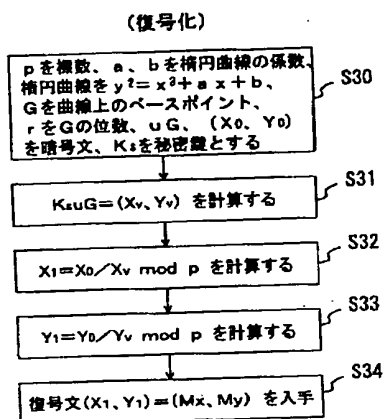 (復号化)
pを標数、a、bを楕円曲線の係数、
楕円曲線をy²=x³+ax+b、
Gを曲線上のベースポイント、
rをGの位数、uG、(X₀、Y₀)
を暗号文、Ksを秘密鍵とする
S30
KsuG=(Xv、Yv)を計算する
S31
X₁=X₀/Xv mod pを計算する
S32
Y₁=Y₀/Yv mod pを計算する
S33
復号文(X₁、Y₁)=(Mx、My)を入手
S34